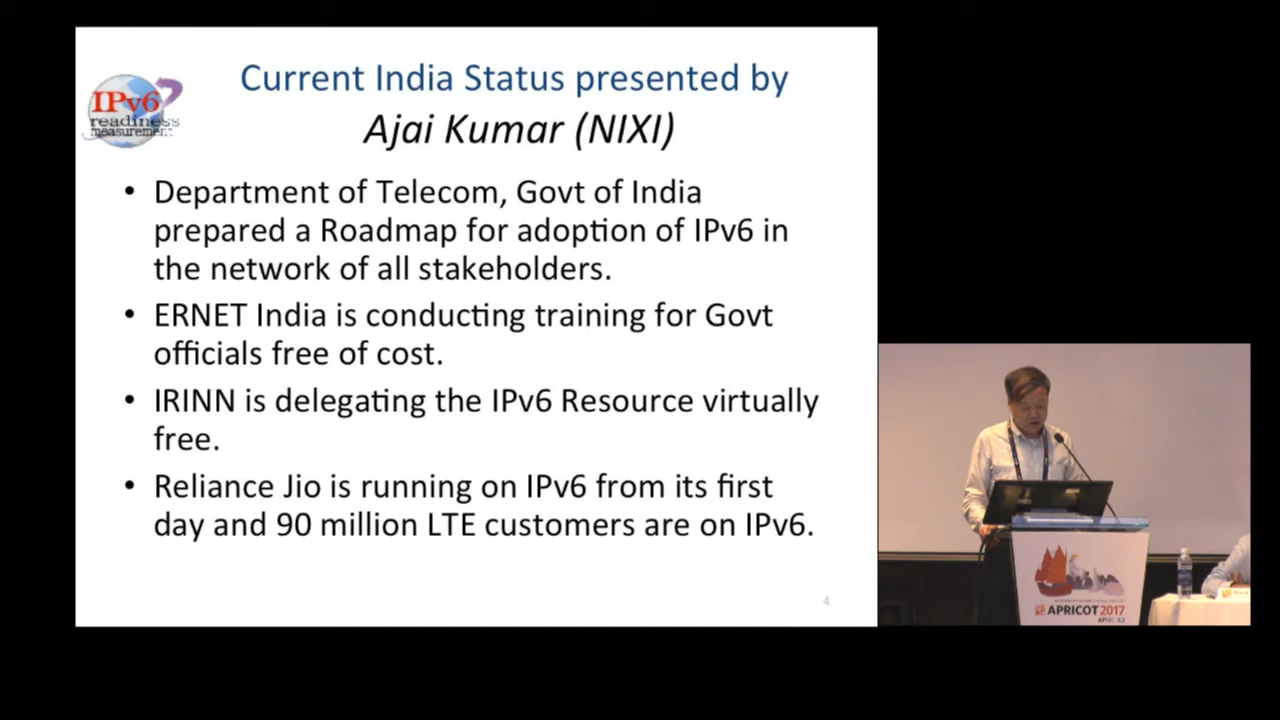 Current India Status presented by
Ajai Kumar (NIXI)
IPv6
readiness
measurement
• Department of Telecom, Govt of India
prepared a Roadmap for adoption of IPv6 in
the network of all stakeholders.
• ERNET India is conducting training for Govt
officials free of cost.
• IRINN is delegating the IPv6 Resource virtually
free.
• Reliance Jio is running on IPv6 from its first
day and 90 million LTE customers are on IPv6.
4
APRICOT 2017
APNIC 43